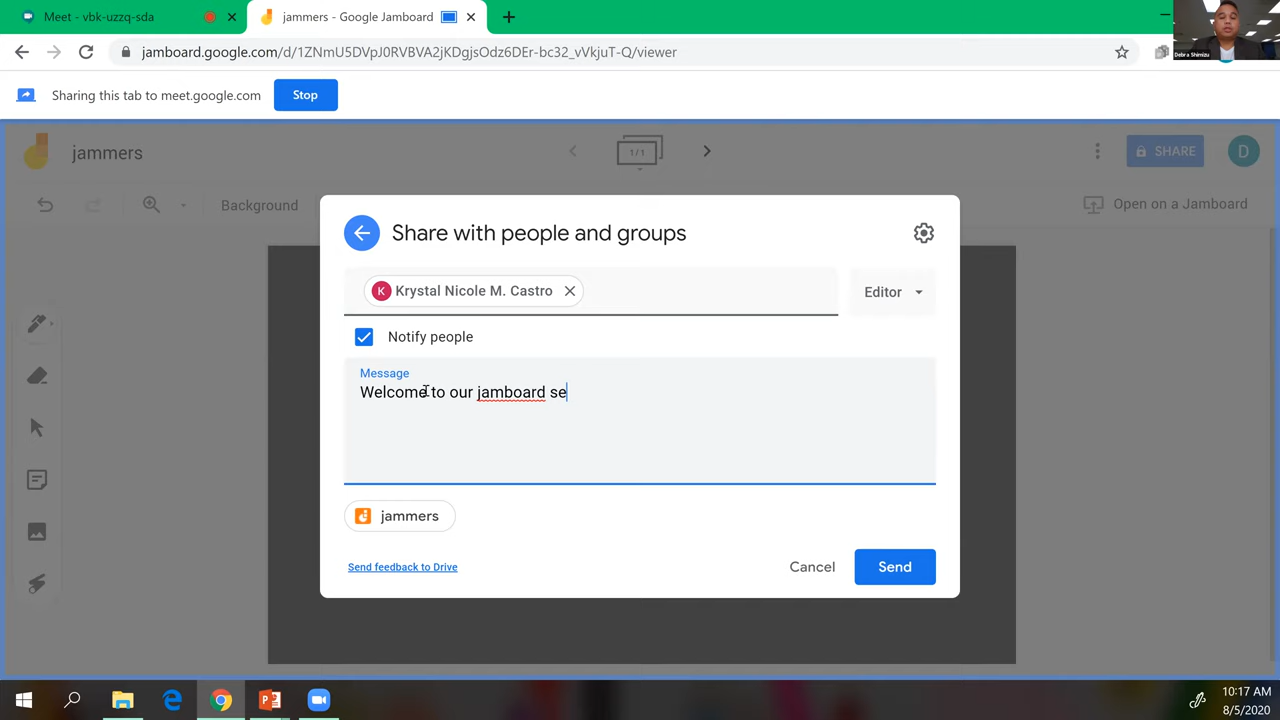 Meet - vbk-uzzq-sda
jammers - Google Jamboard
jamboard.google.com/d/1ZNmU5DVpJ0RVBVA2jKDgjsOdz6DEr-bc32_vVkjuT-Q/viewer
Debra Shimizu
Sharing this tab to meet.google.com
Stop
jammers
1/1
SHARE
D
Background
Open on a Jamboard
Share with people and groups
K
Krystal Nicole M. Castro
Editor
Notify people
Message
Welcome to our jamboard se
jammers
Send feedback to Drive
Cancel
Send
10:17 AM
8/5/2020